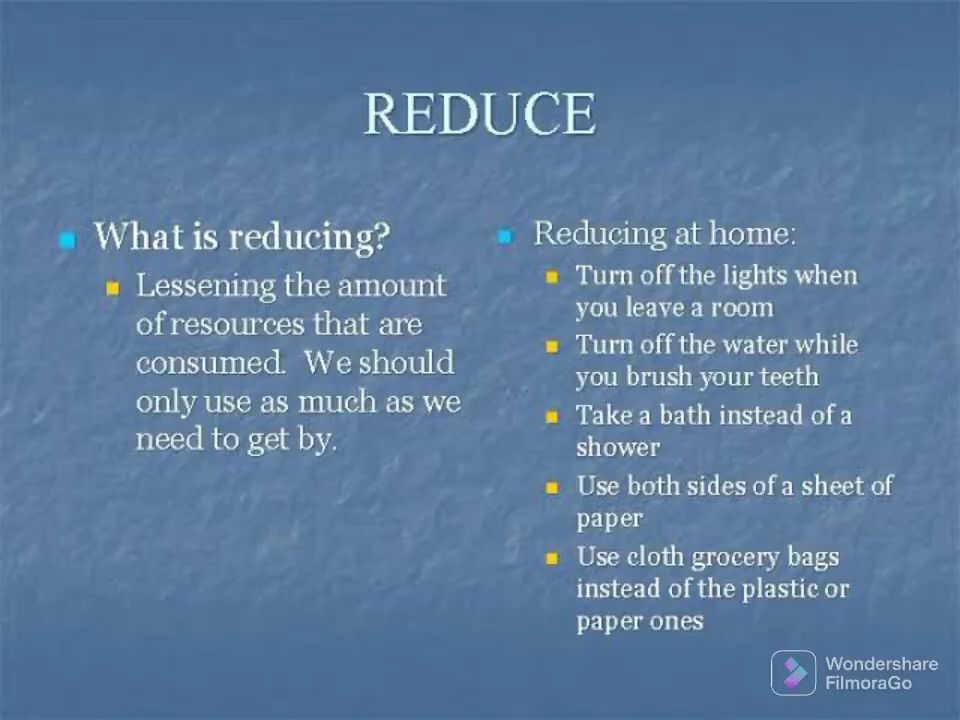 REDUCE
What is reducing?
Lessening the amount
of resources that are
consumed. We should
only use as much as we
need to get by.
Reducing at home:
Turn off the lights when
you leave a room
Turn off the water while
you brush your teeth
Take a bath instead of a
shower
Use both sides of a sheet of
paper
Use cloth grocery bags
instead of the plastic or
paper ones
Wondershare
FilmoraGo